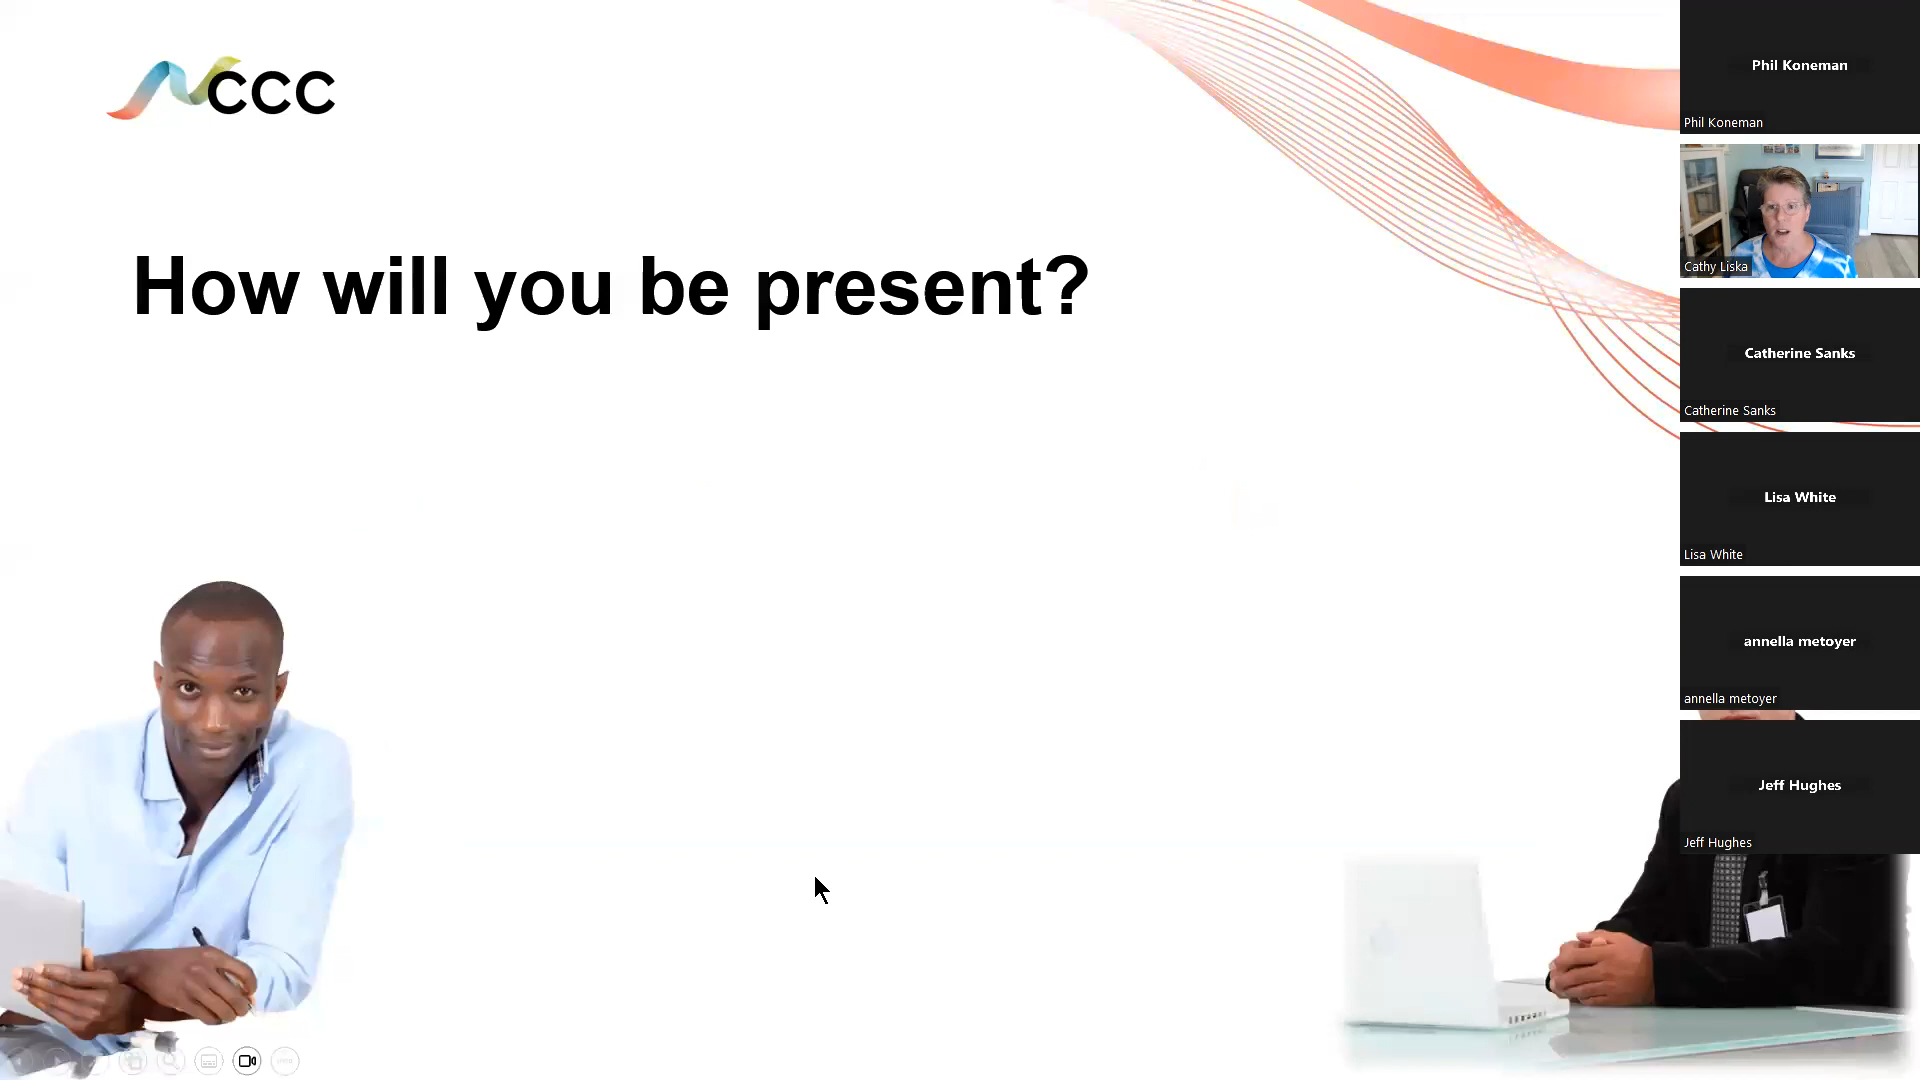 CCC
How will you be present?
Phil Koneman
Phil Koneman
Cathy Liska
Catherine Sanks
Catherine Sanks
Lisa White
Lisa White
annella metoyer
annella metoyer
Jeff Hughes
Jeff Hughes